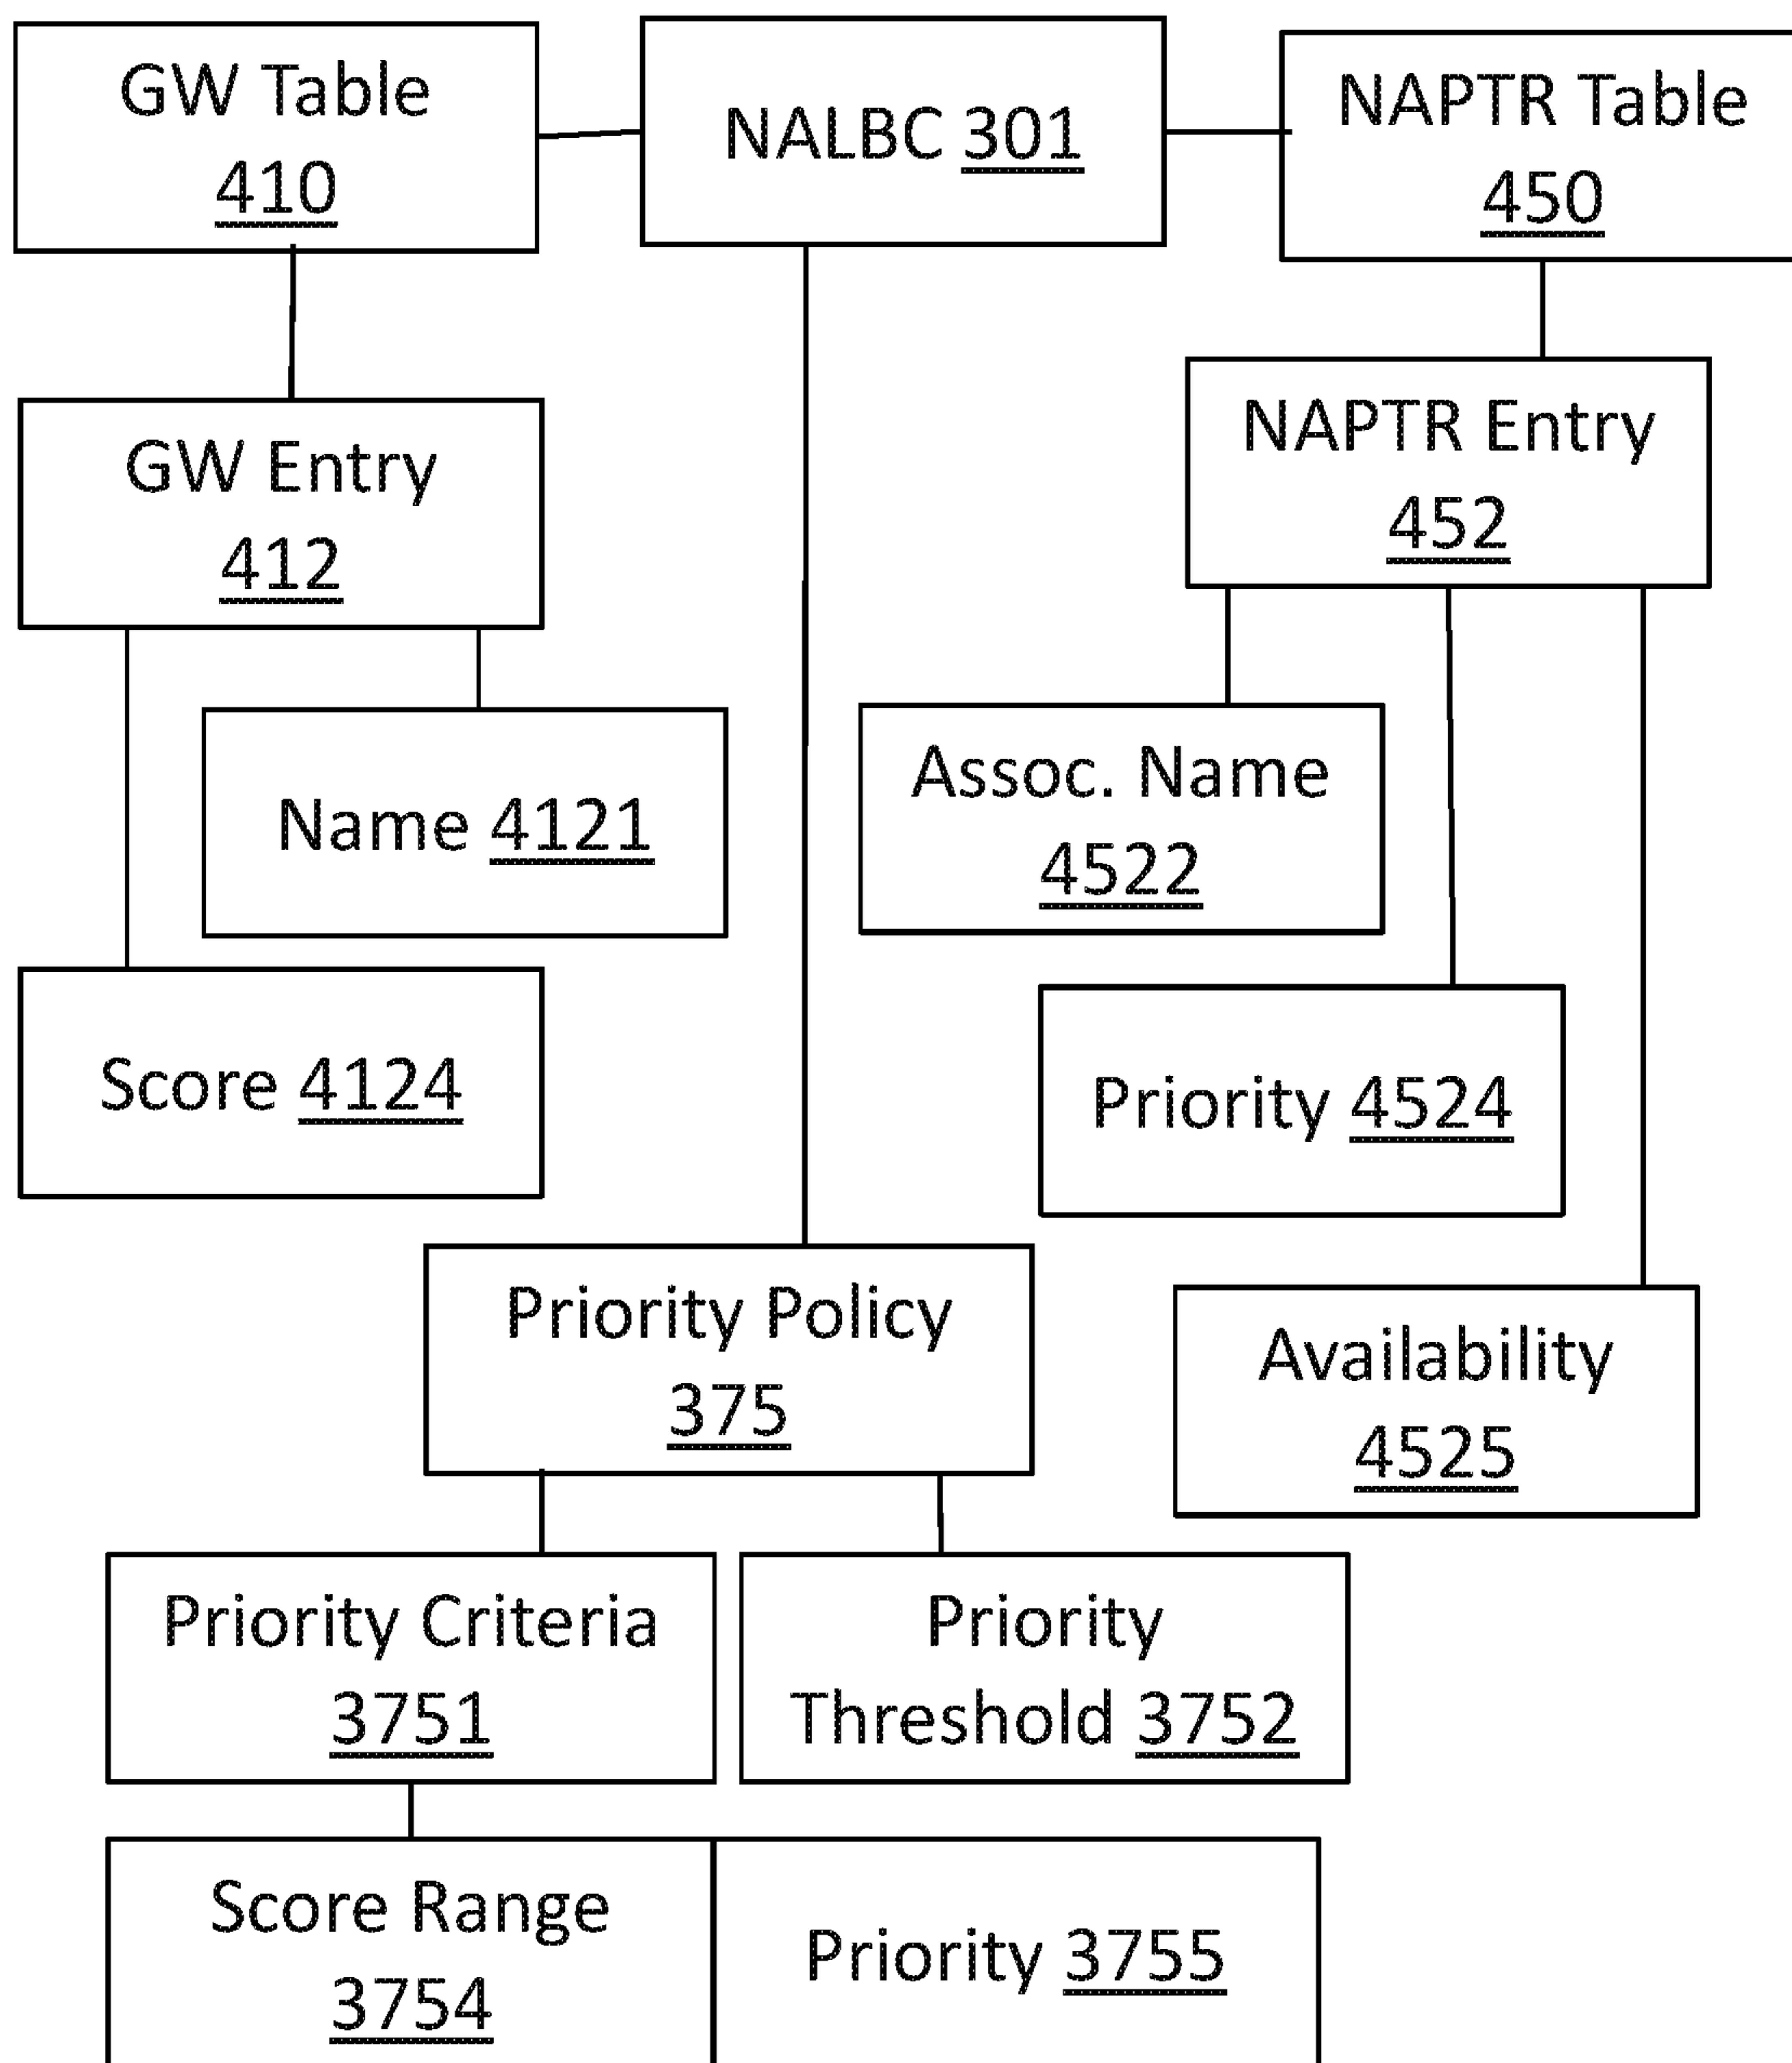 GW Table
410
NALBC 301
NAPTR Table
450
GW Entry
412
NAPTR Entry
452
Name 4121
Assoc. Name
4522
Score 4124
Priority 4524
Priority Policy
375
Availability
4525
Priority Criteria
3751
Priority
Threshold 3752
Score Range
3754
Priority 3755